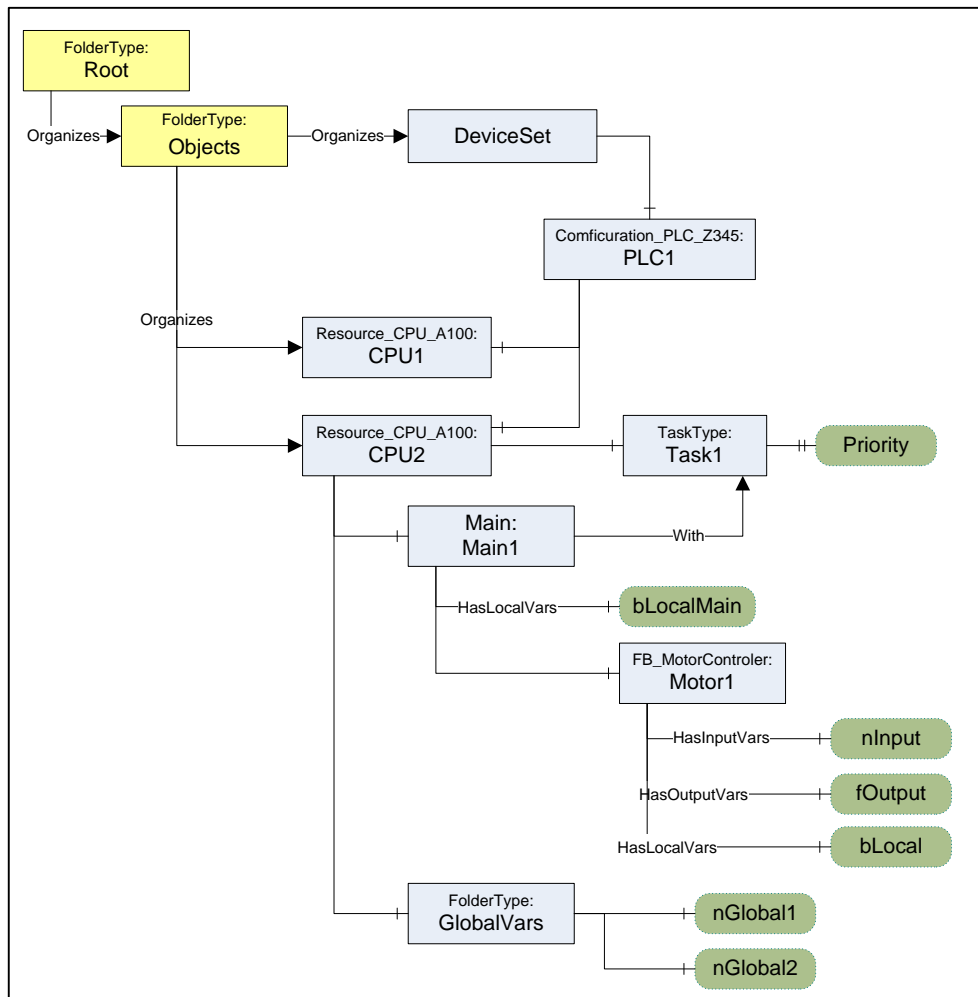 FolderType:
Root
Organizes
FolderType:
Objects
Organizes
DeviceSet
Comficuration_PLC_Z345:
PLC1
Organizes
Resource_CPU_A100:
CPU1
Resource_CPU_A100:
CPU2
TaskType:
Task1
Priority
Main:
Main1
With
HasLocalVars
bLocalMain
FB_MotorControler:
Motor1
HasInputVars
nInput
HasOutputVars
fOutput
HasLocalVars
bLocal
FolderType:
GlobalVars
nGlobal1
nGlobal2